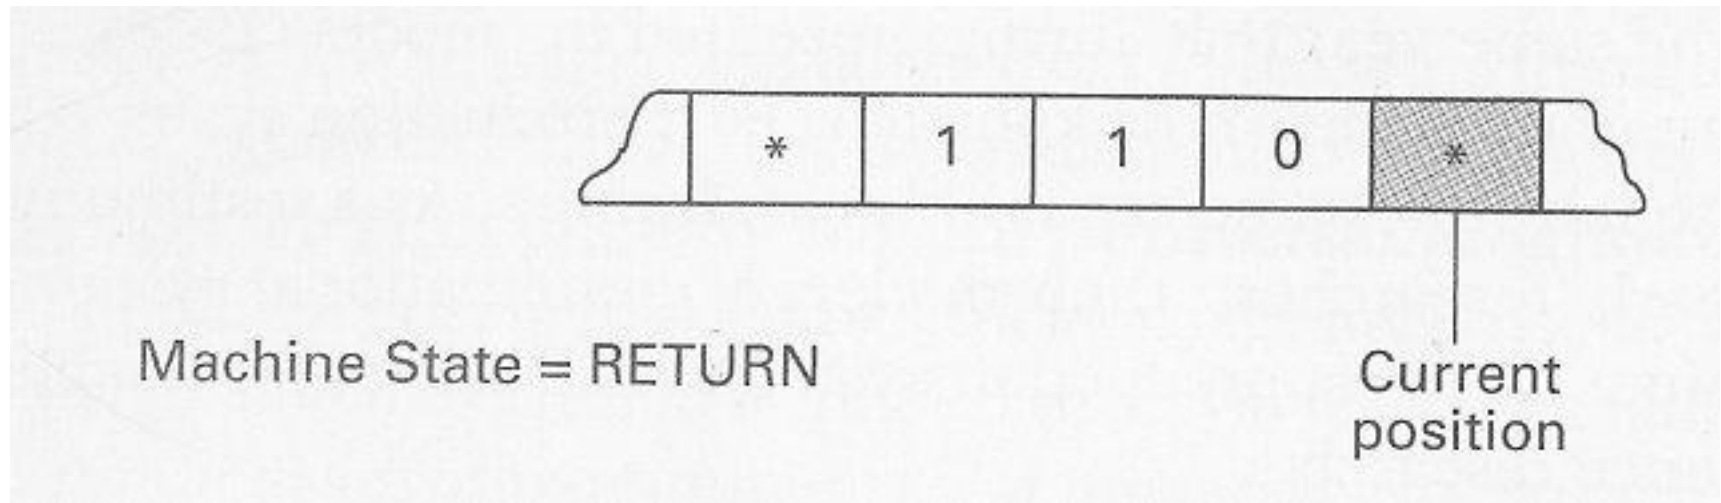 * 1 1 0 *
Machine State = RETURN
Current
position